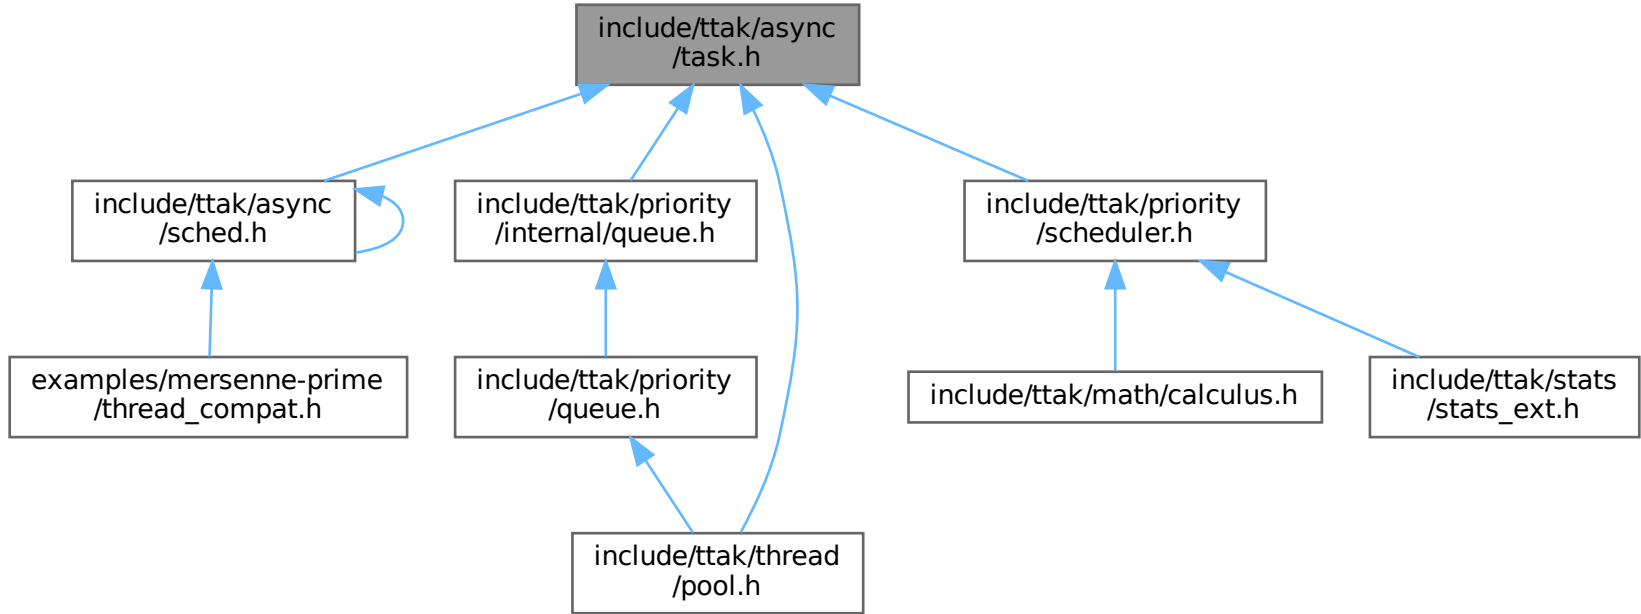 include/ttak/async
/task.h
include/ttak/async
/sched.h
include/ttak/priority
/internal/queue.h
include/ttak/priority
/scheduler.h
examples/mersenne-prime
/thread_compat.h
include/ttak/priority
/queue.h
include/ttak/math/calculus.h
include/ttak/stats
/stats_ext.h
include/ttak/thread
/pool.h